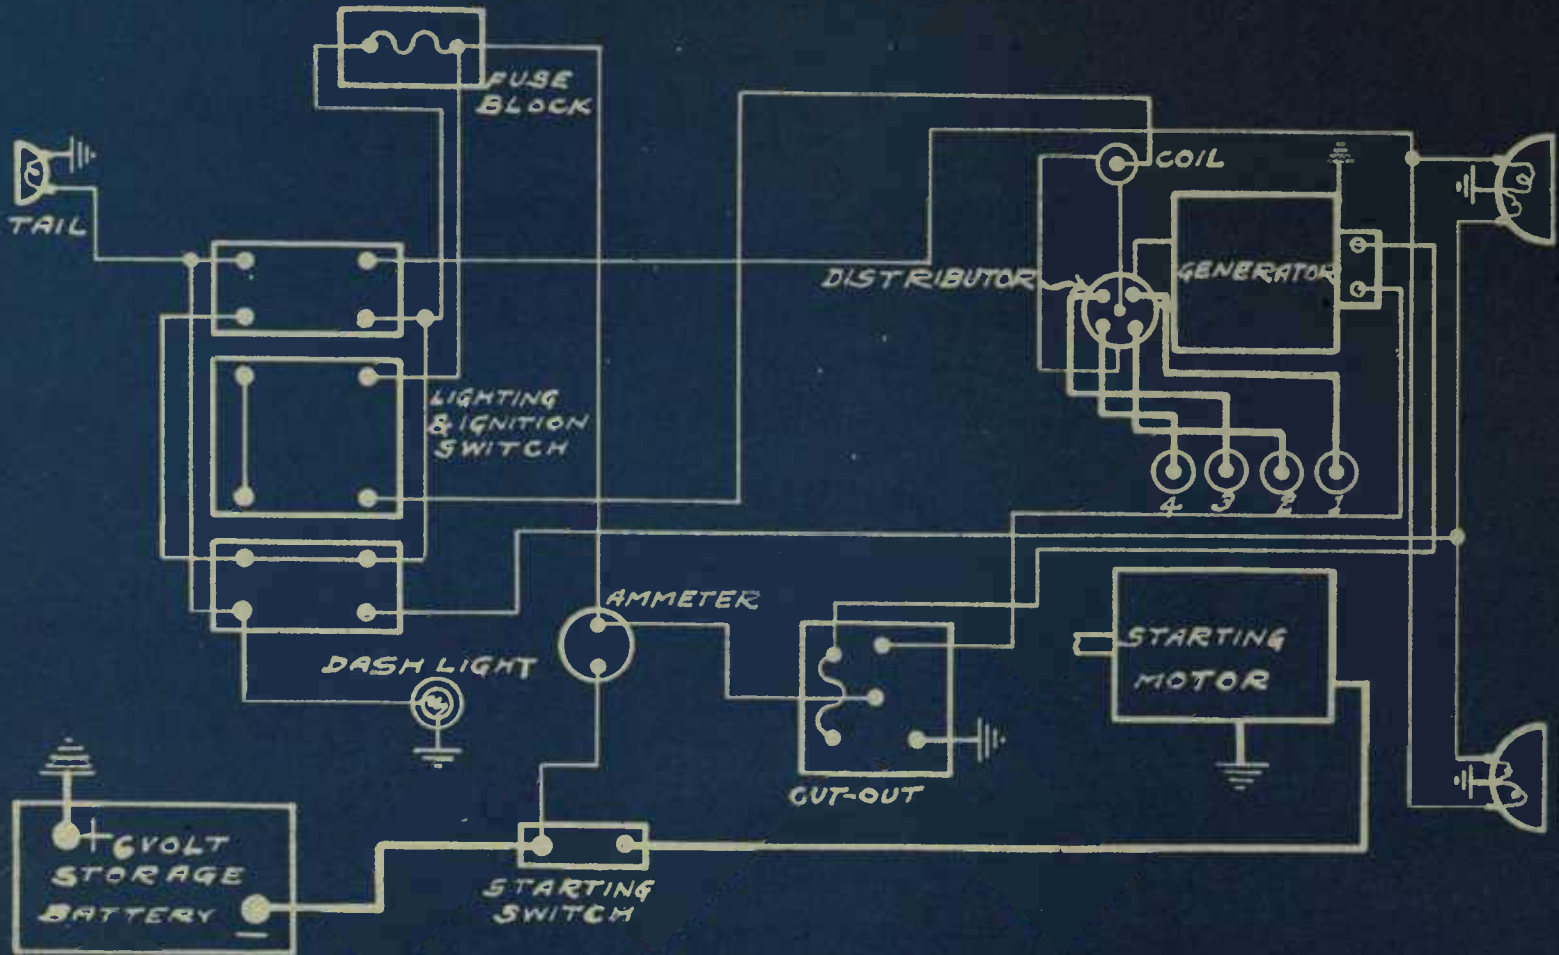 FUSE
BLOCK
TAIL
COIL
DISTRIBUTOR
GENERATOR
LIGHTING
& IGNITION
SWITCH
4 3 2 1
AMMETER
DASH LIGHT
STARTING
MOTOR
CUT-OUT
+ 6 VOLT
STORAGE
BATTERY
-
STARTING
SWITCH